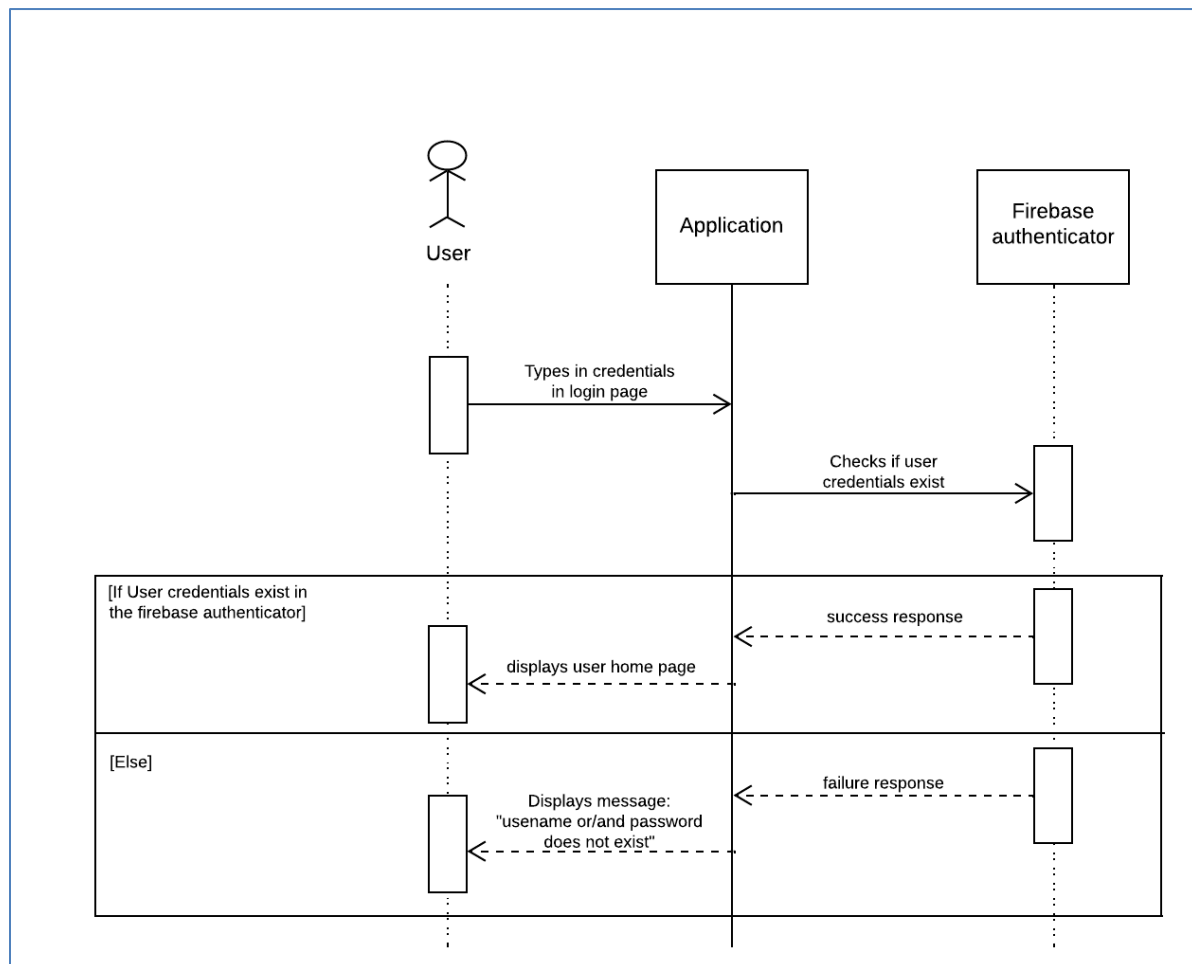 User
Application
Firebase
authenticator
Types in credentials
in login page
Checks if user
credentials exist
[If User credentials exist in
the firebase authenticator]
success response
displays user home page
[Else]
failure response
Displays message:
"usename or/and password
does not exist"